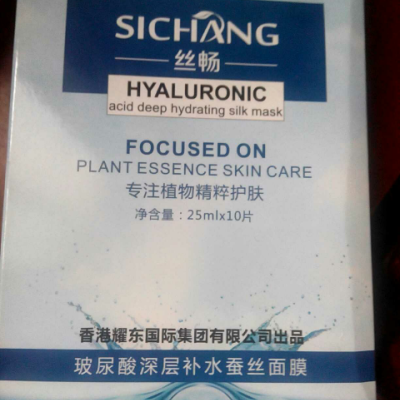 SICHANG
丝畅
HYALURONIC
acid deep hydrating silk mask
FOCUSED ON
PLANT ESSENCE SKIN CARE
专注植物精粹护肤
净含量:25mlx10片
香港耀东国际集团有限公司出品
玻尿酸深层补水蚕丝面膜